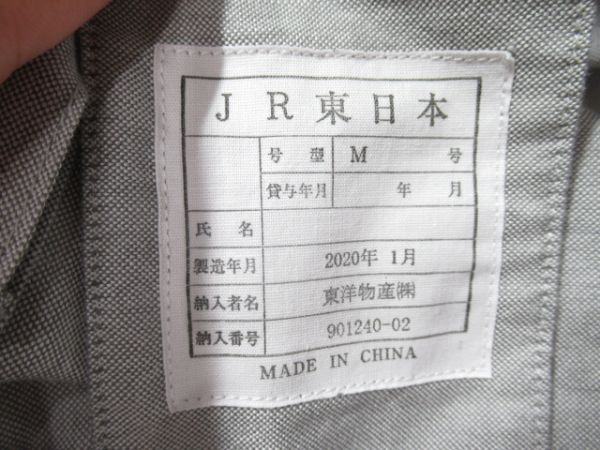 JR東日本
号型 M 号
貸与年月 年 月
氏名
製造年月 2020年 1月
納入者名 東洋物産㈱
納入番号 901240-02
MADE IN CHINA